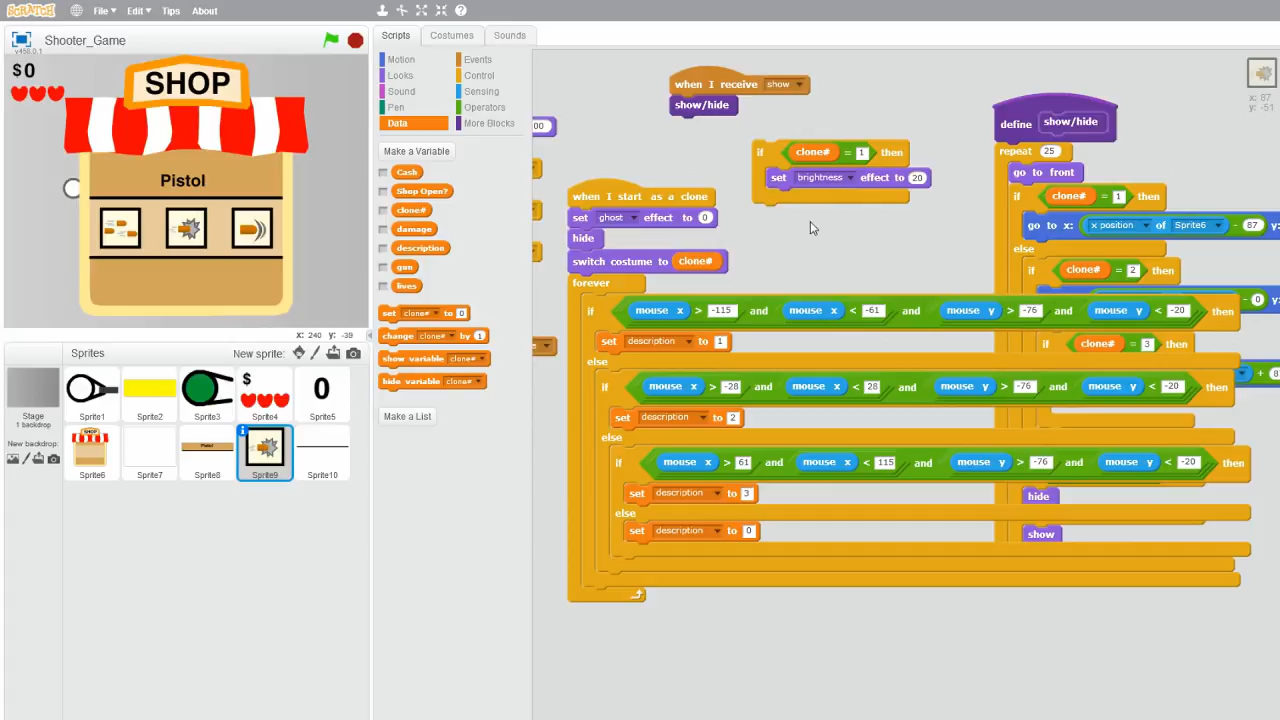 SCRATCH File Edit Tips About
v456.0.1 Shooter_Game
$0
SHOP
Pistol
x: 240 y: -39
Sprites New sprite:
Stage
1 backdrop
New backdrop:
Sprite1 Sprite2 Sprite3 $ Sprite4 0 Sprite5
SHOP Sprite6 Sprite7 Pistol Sprite8 Sprite9 Sprite10
Scripts Costumes Sounds
Motion Events
Looks Control
Sound Sensing
Pen Operators
Data More Blocks
Make a Variable
Cash
Shop Open?
clone#
damage
description
gun
lives
set clone# to 0
change clone# by 1
show variable clone#
hide variable clone#
Make a List
00
when I receive show
show/hide
if clone# = 1 then
set brightness effect to 20
when I start as a clone
set ghost effect to 0
hide
switch costume to clone#
forever
if mouse x > -115 and mouse x < -61 and mouse y > -76 and mouse y < -20 then
set description to 1
else
if mouse x > -28 and mouse x < 28 and mouse y > -76 and mouse y < -20 then
set description to 2
else
if mouse x > 61 and mouse x < 115 and mouse y > -76 and mouse y < -20 then
set description to 3
else
set description to 0
define show/hide
repeat 25
go to front
if clone# = 1 then
go to x: x position of Sprite6 - 87 y:
else
if clone# = 2 then
- 0 y:
if clone# = 3 then
+ 8
hide
show
x: 87
y: -51